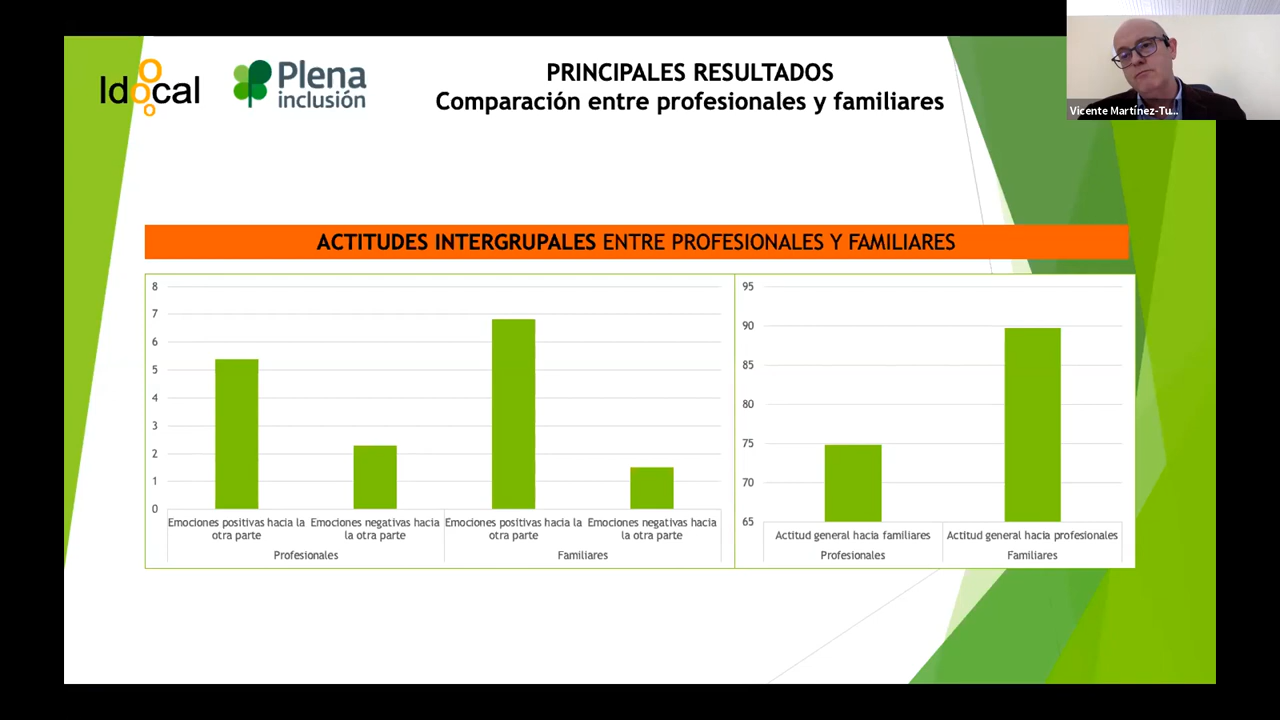 Idocal
Plena
inclusión
PRINCIPALES RESULTADOS
Comparación entre profesionales y familiares
Vicente Martínez-Tu...
ACTITUDES INTERGRUPALES ENTRE PROFESIONALES Y FAMILIARES
8
7
6
5
4
3
2
1
0
Emociones positivas hacia la
otra parte
Emociones negativas hacia
la otra parte
Emociones positivas hacia la
otra parte
Emociones negativas hacia
la otra parte
Profesionales
Familiares
95
90
85
80
75
70
65
Actitud general hacia familiares
Actitud general hacia profesionales
Profesionales
Familiares